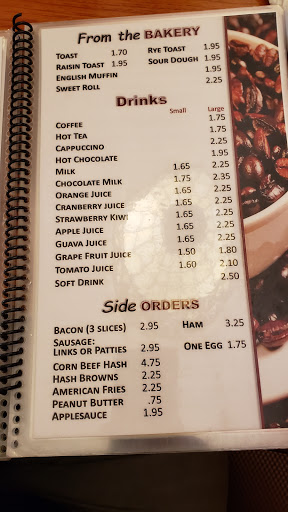 From the BAKERY
TOAST 1.70 RYE TOAST 1.95
RAISIN TOAST 1.95 SOUR DOUGH 1.95
ENGLISH MUFFIN 1.95
SWEET ROLL 2.25
Drinks
Small Large
COFFEE 1.75
HOT TEA 1.75
CAPPUCCINO 2.25
HOT CHOCOLATE 1.95
MILK 1.65 2.25
CHOCOLATE MILK 1.75 2.35
ORANGE JUICE 1.65 2.25
CRANBERRY JUICE 1.65 2.25
STRAWBERRY KIWI 1.65 2.25
APPLE JUICE 1.65 2.25
GUAVA JUICE 1.65 2.25
GRAPE FRUIT JUICE 1.50 1.80
TOMATO JUICE 1.60 2.10
SOFT DRINK 2.50
Side ORDERS
BACON (3 SLICES) 2.95 HAM 3.25
SAUSAGE:
LINKS OR PATTIES 2.95 ONE EGG 1.75
CORN BEEF HASH 4.75
HASH BROWNS 2.25
AMERICAN FRIES 2.25
PEANUT BUTTER .75
APPLESAUCE 1.95